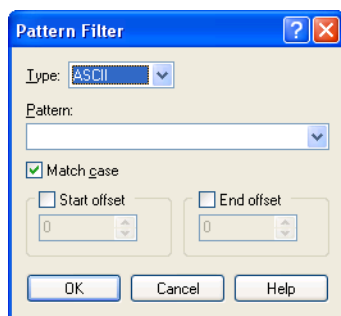 Pattern Filter
Type: ASCII
Pattern:
Match case
Start offset End offset
0 0
OK Cancel Help